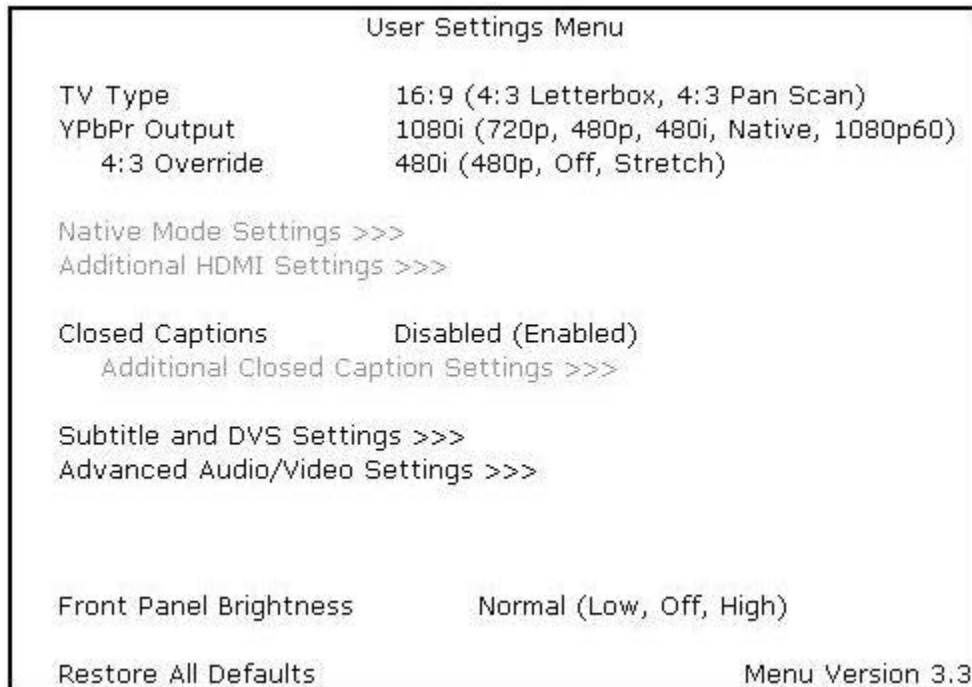 User Settings Menu
TV Type 16:9 (4:3 Letterbox, 4:3 Pan Scan)
YPbPr Output 1080i (720p, 480p, 480i, Native, 1080p60)
4:3 Override 480i (480p, Off, Stretch)
Native Mode Settings >>>
Additional HDMI Settings >>>
Closed Captions Disabled (Enabled)
Additional Closed Caption Settings >>>
Subtitle and DVS Settings >>>
Advanced Audio/Video Settings >>>
Front Panel Brightness Normal (Low, Off, High)
Restore All Defaults Menu Version 3.3